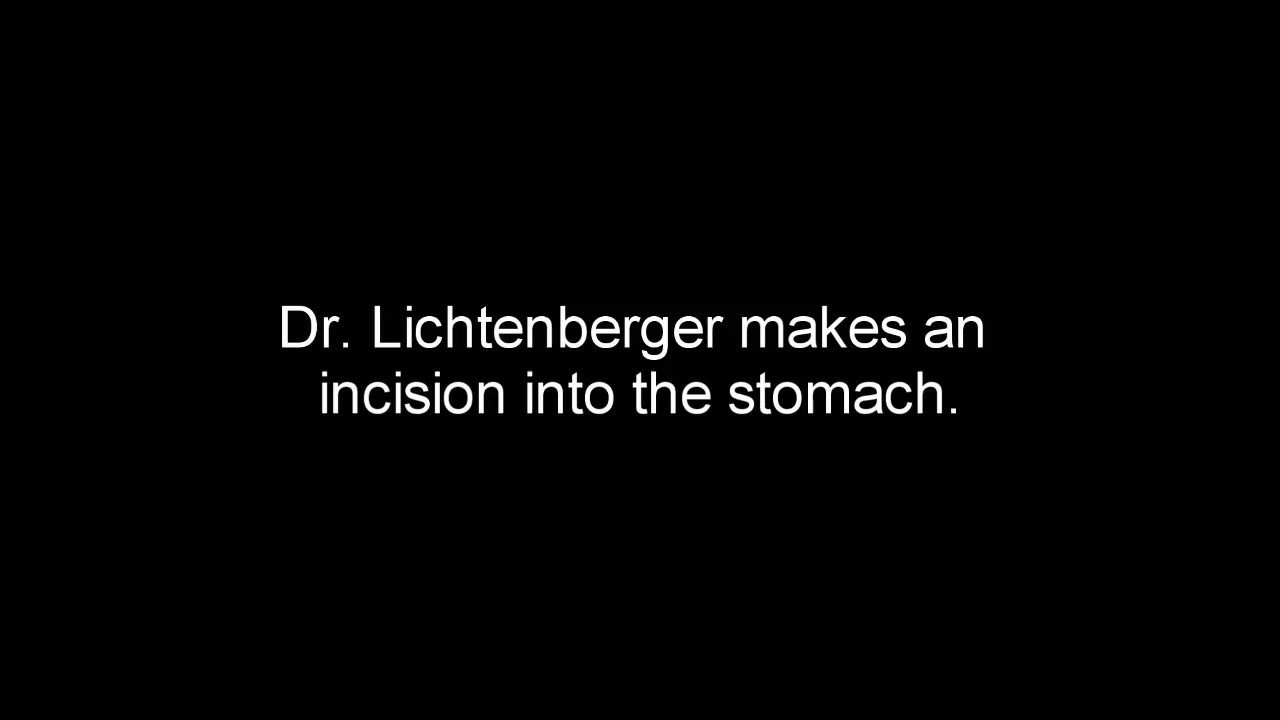 Dr. Lichtenberger makes an
incision into the stomach.